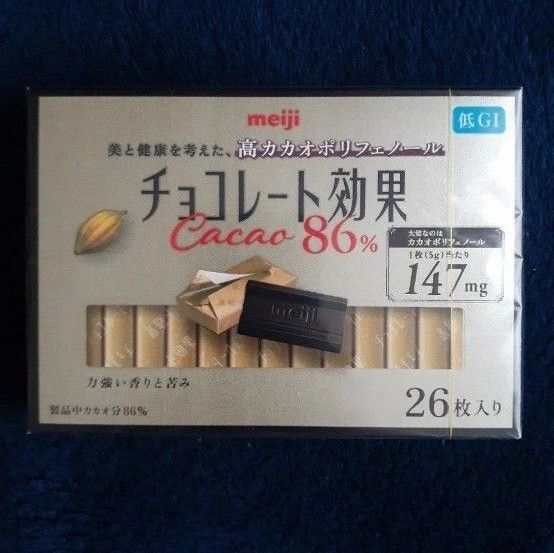 meiji
低GI
美と健康を考えた、高カカオポリフェノール
チョコレート効果
Cacao 86%
大切なのは
カカオポリフェノール
1枚(5g)当たり
147mg
meiji
力強い香りと苦み
製品中カカオ分86%
26枚入り